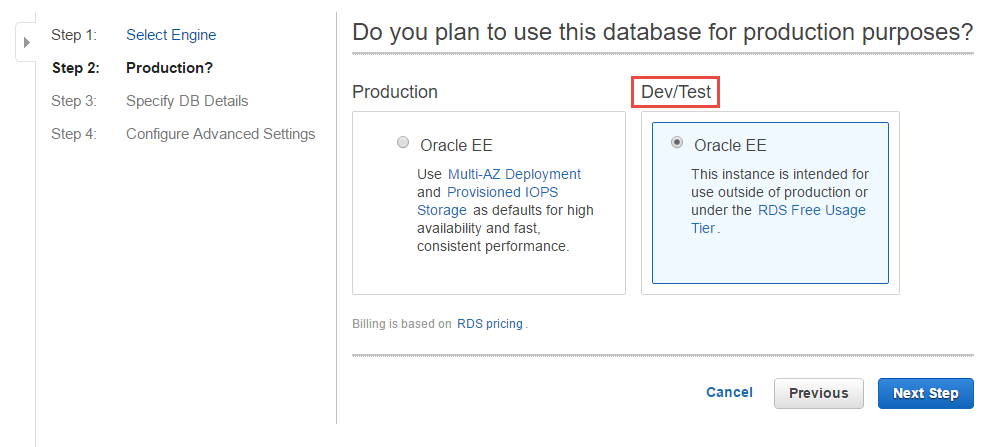 Step 1: Select Engine
Step 2: Production?
Step 3: Specify DB Details
Step 4: Configure Advanced Settings
Do you plan to use this database for production purposes?
Production
Oracle EE
Use Multi-AZ Deployment
and Provisioned IOPS
Storage as defaults for high
availability and fast,
consistent performance.
Dev/Test
Oracle EE
This instance is intended for
use outside of production or
under the RDS Free Usage
Tier.
Billing is based on RDS pricing.
Cancel Previous Next Step